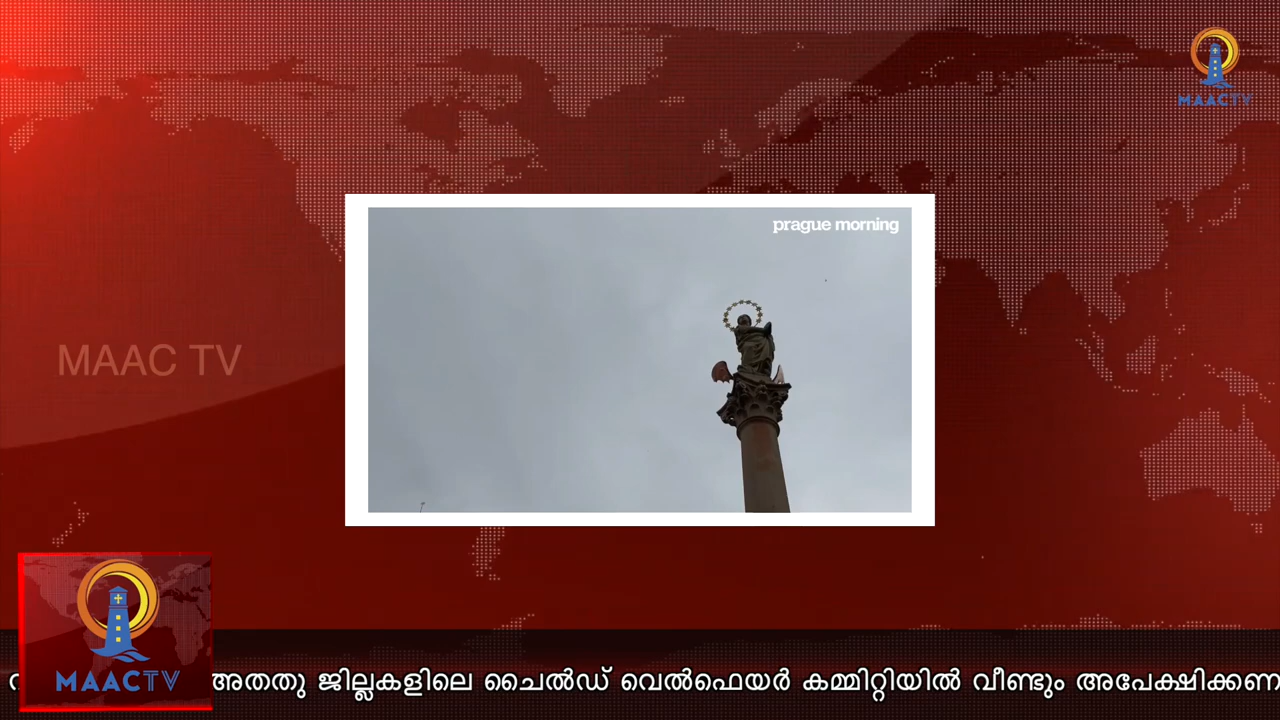 MAACTV
prague morning
MAAC TV
MAACTV
അതതു ജില്ലകളിലെ ചൈൽഡ് വെൽഫെയർ കമ്മിറ്റിയിൽ വീണ്ടും അപേക്ഷിക്കണ